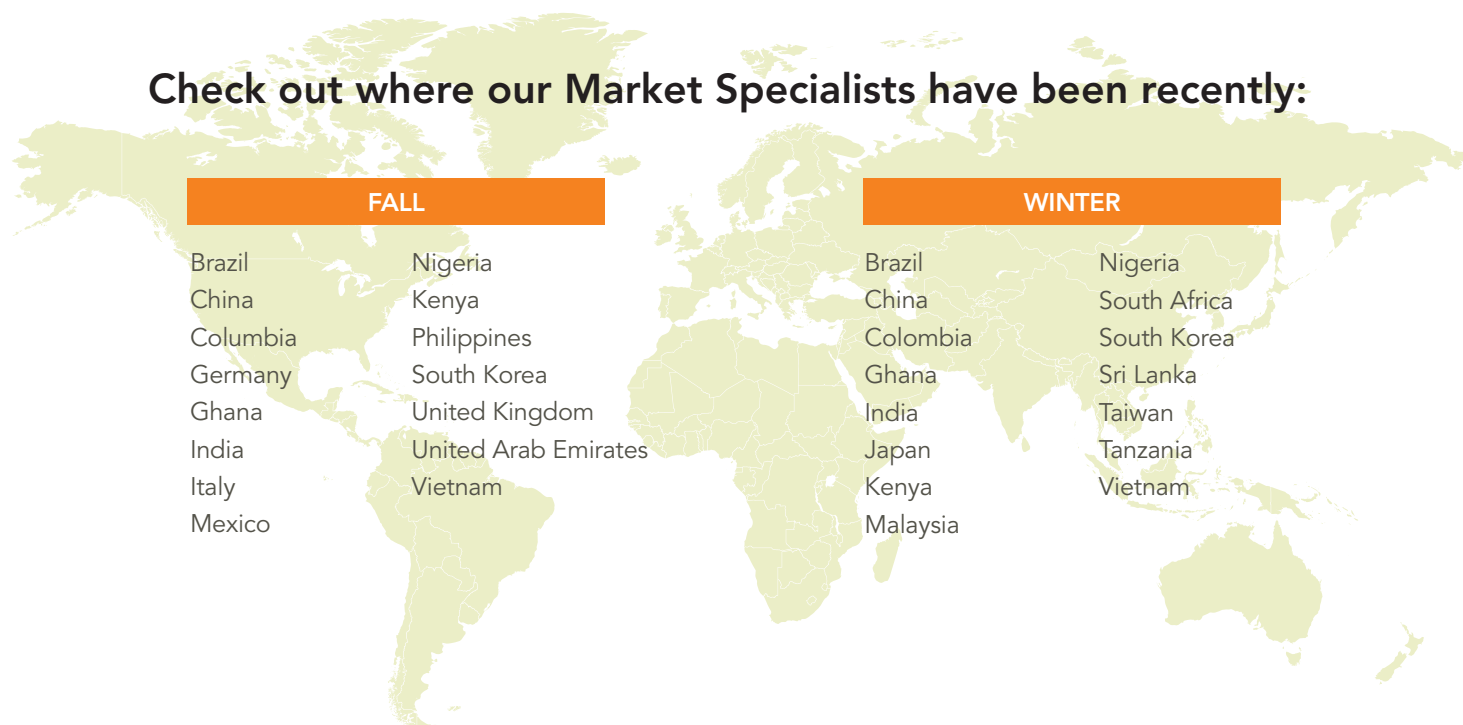 Check out where our Market Specialists have been recently:
FALL
Brazil
China
Columbia
Germany
Ghana
India
Italy
Mexico
Nigeria
Kenya
Philippines
South Korea
United Kingdom
United Arab Emirates
Vietnam
WINTER
Brazil
China
Colombia
Ghana
India
Japan
Kenya
Malaysia
Nigeria
South Africa
South Korea
Sri Lanka
Taiwan
Tanzania
Vietnam